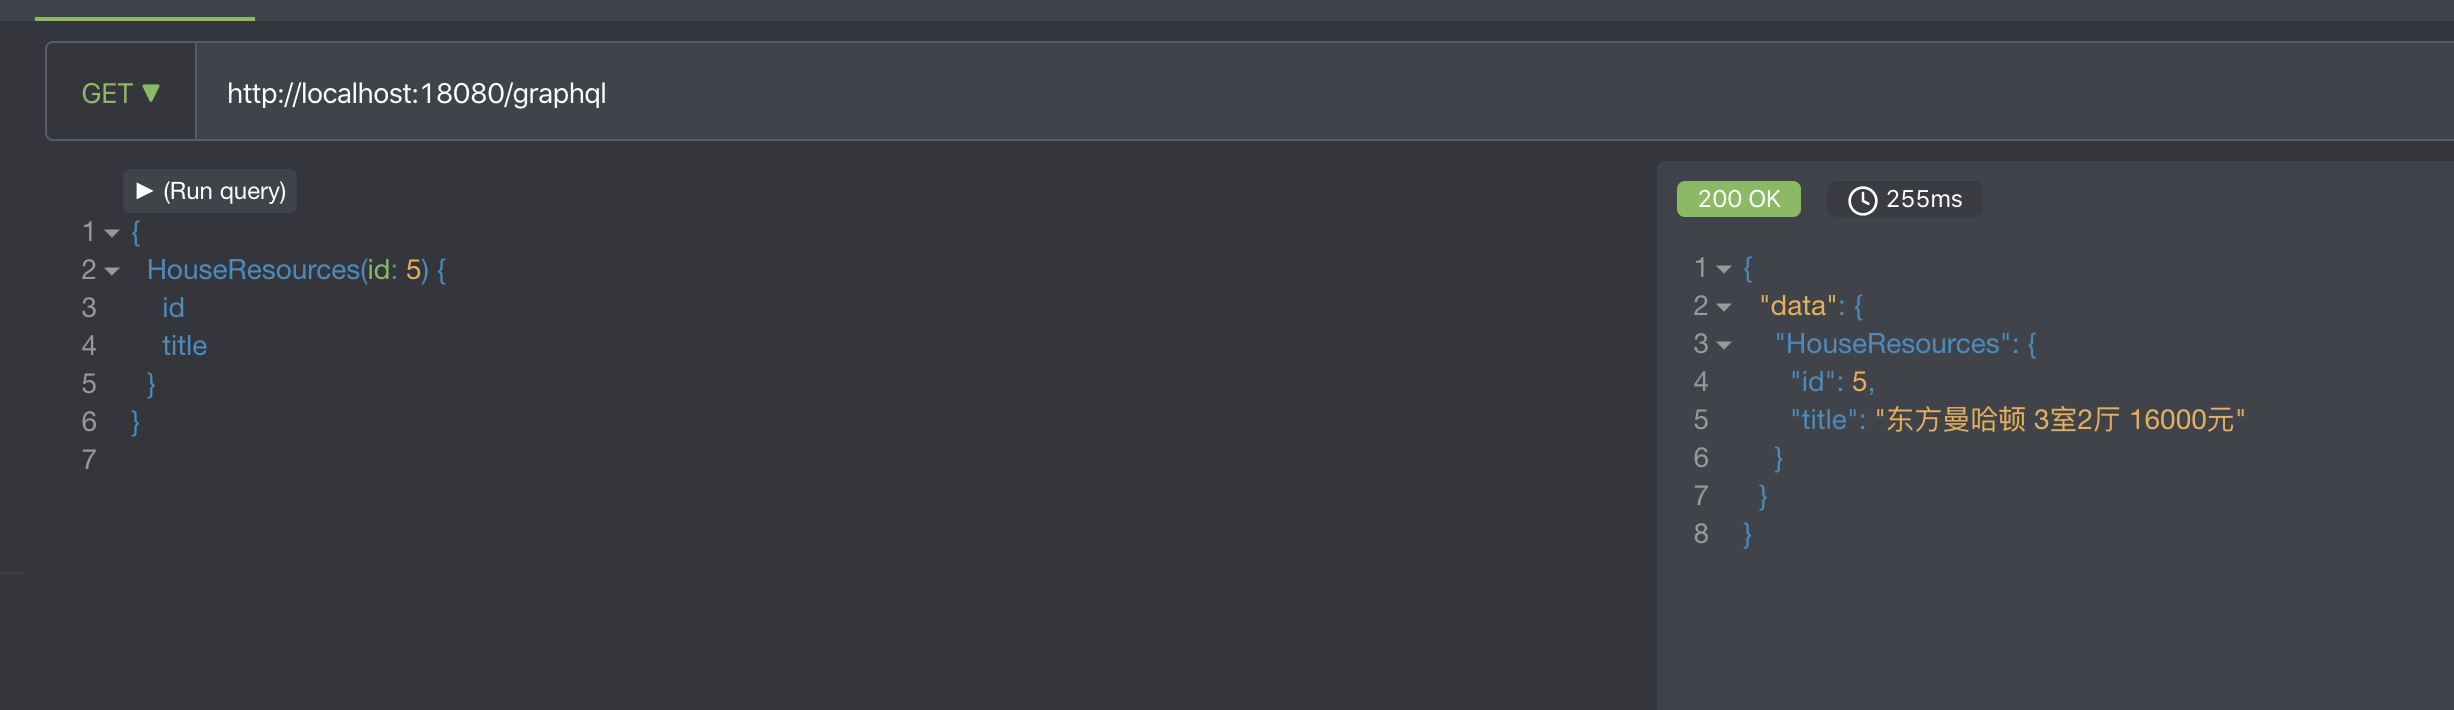 GET ▼ http://localhost:18080/graphql
▶ (Run query)
1 {
2 HouseResources(id: 5) {
3 id
4 title
5 }
6 }
7
200 OK 255ms
1 {
2 "data": {
3 "HouseResources": {
4 "id": 5,
5 "title": "东方曼哈顿 3室2厅 16000元"
6 }
7 }
8 }